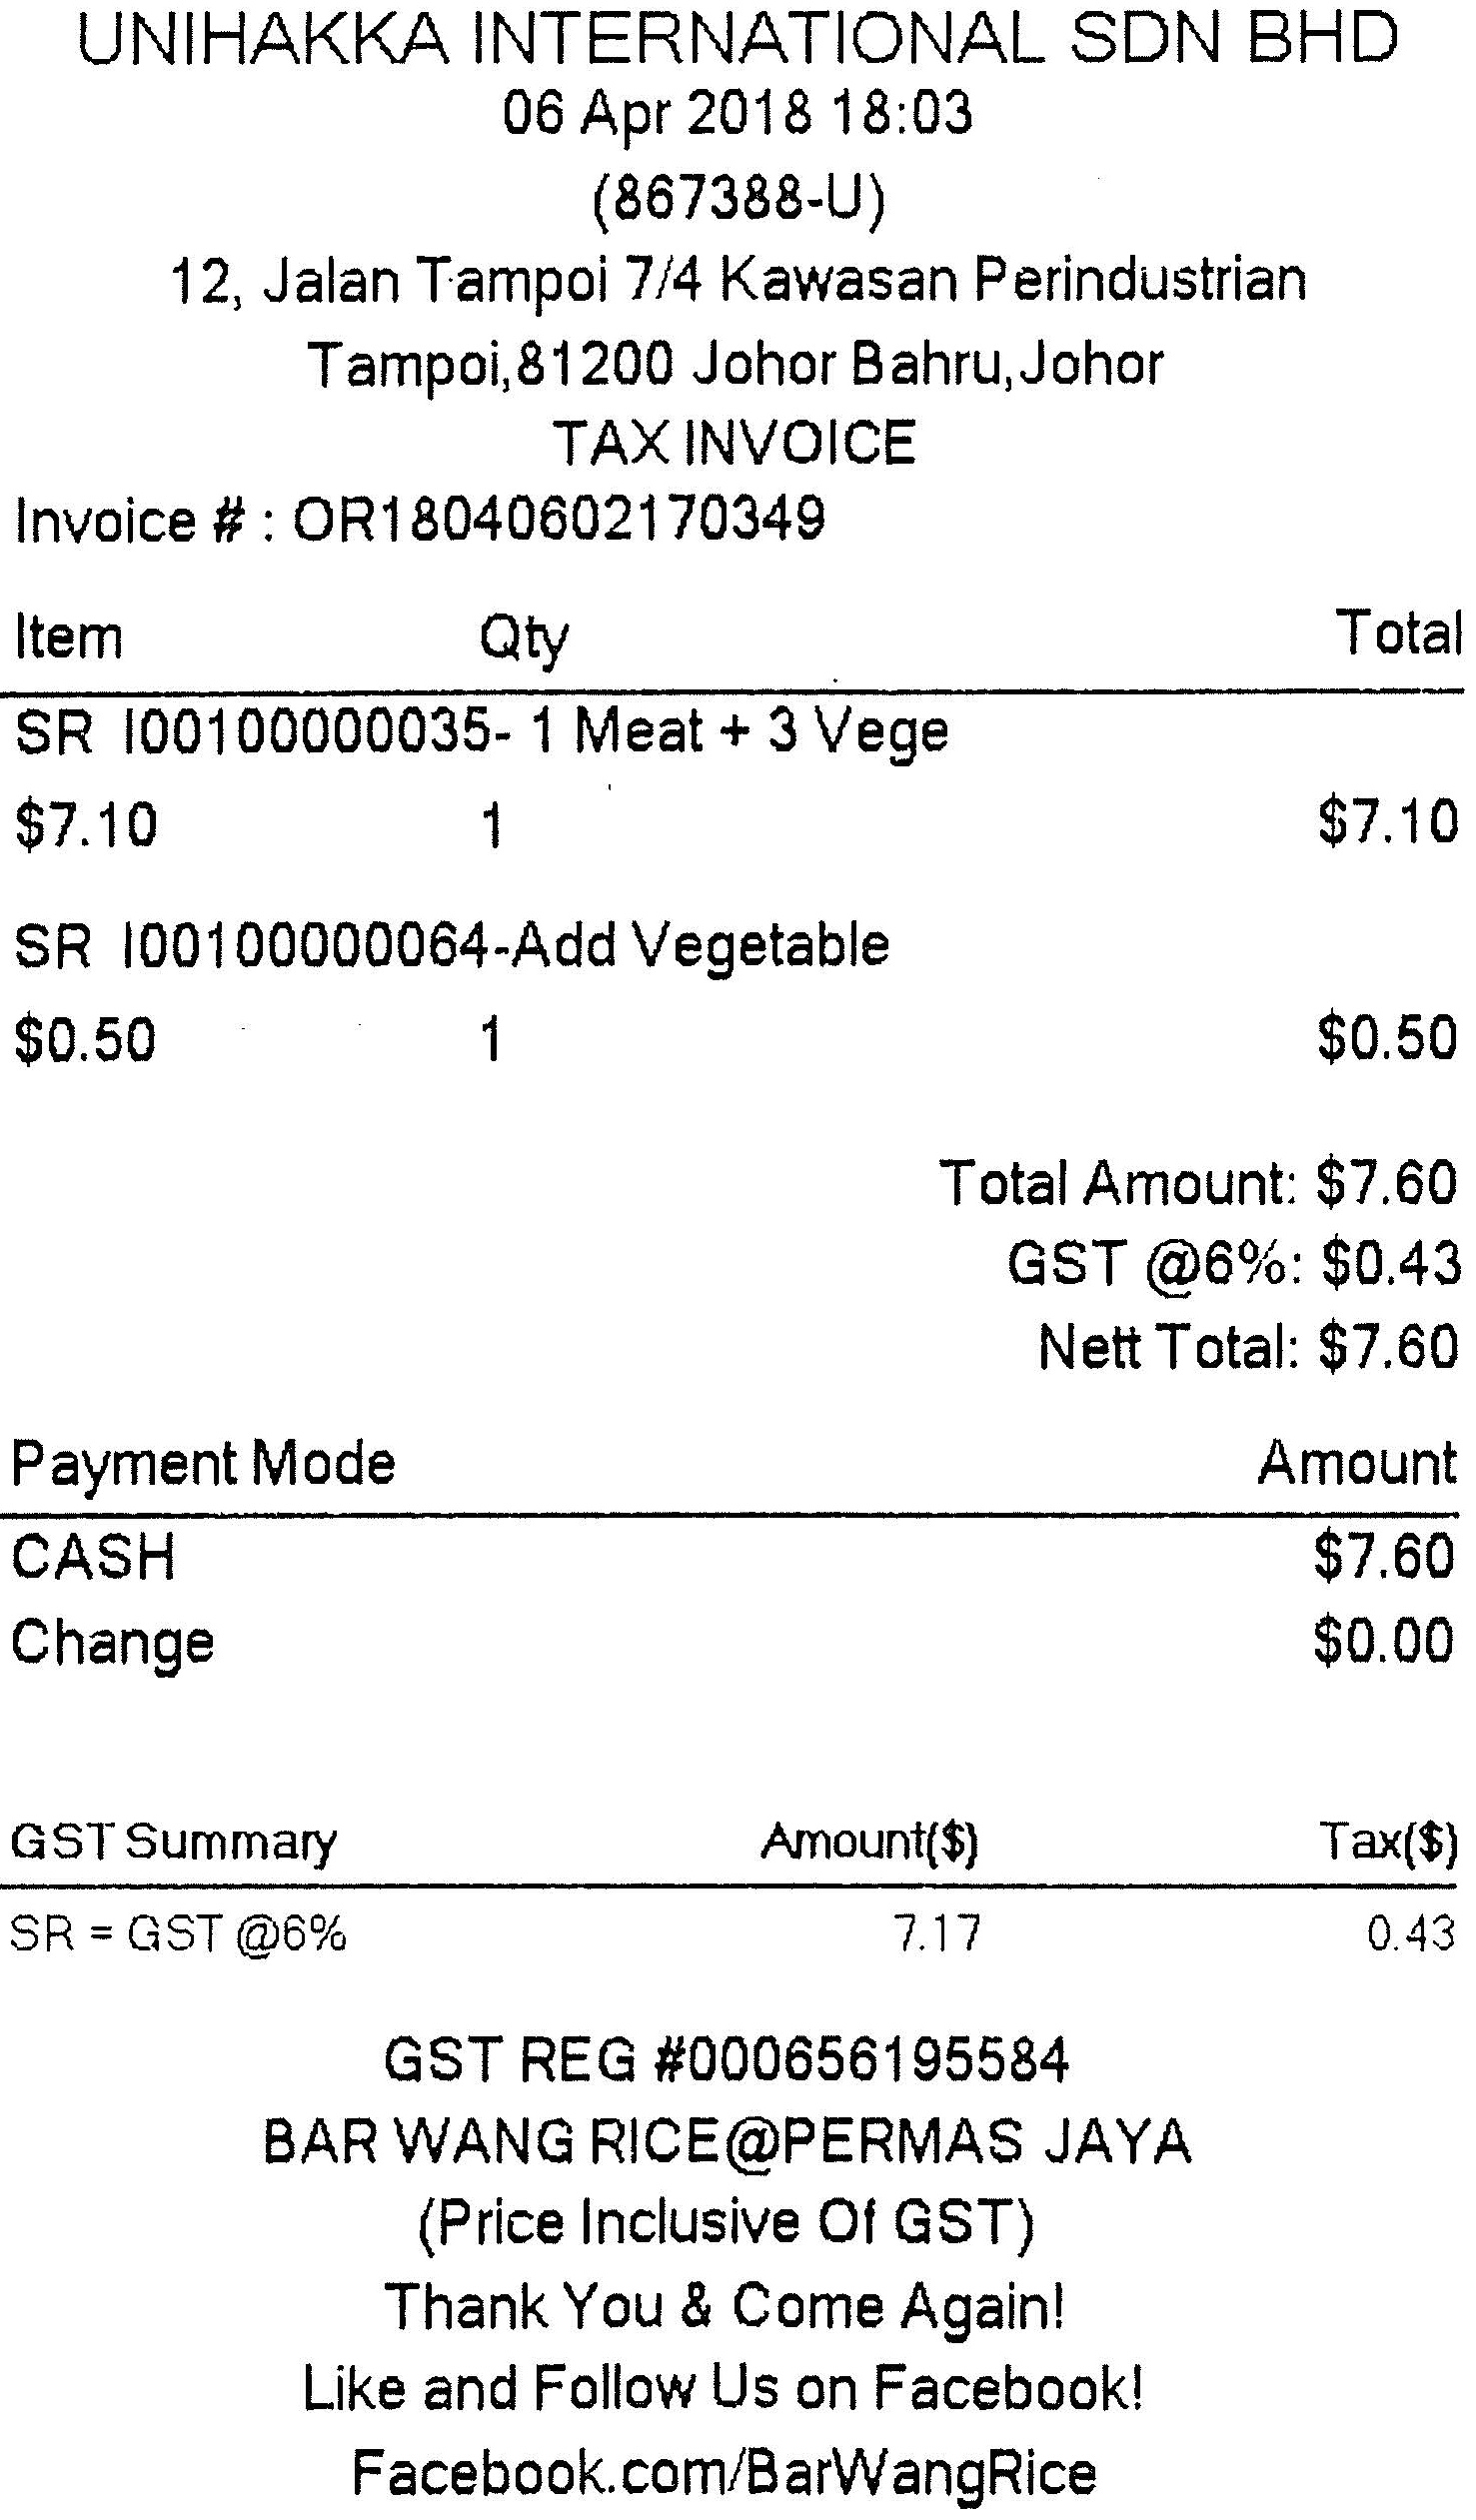 UNIHAKKA INTERNATIONAL SDN BHD
06 Apr 2018 18:03
(867388-U)
12, Jalan Tampoi 7/4 Kawasan Perindustrian
Tampoi,81200 Johor Bahru,Johor
TAX INVOICE
Invoice # : OR18040602170349
Item Qty Total
SR I00100000035- 1 Meat + 3 Vege
$7.10 1 $7.10
SR I00100000064-Add Vegetable
$0.50 1 $0.50
Total Amount: $7.60
GST @6%: $0.43
Nett Total: $7.60
Payment Mode Amount
CASH $7.60
Change $0.00
GST Summary Amount($) Tax($)
SR = GST @6% 7.17 0.43
GST REG #000656195584
BAR WANG RICE@PERMAS JAYA
(Price Inclusive Of GST)
Thank You & Come Again!
Like and Follow Us on Facebook!
Facebook.com/BarWangRice